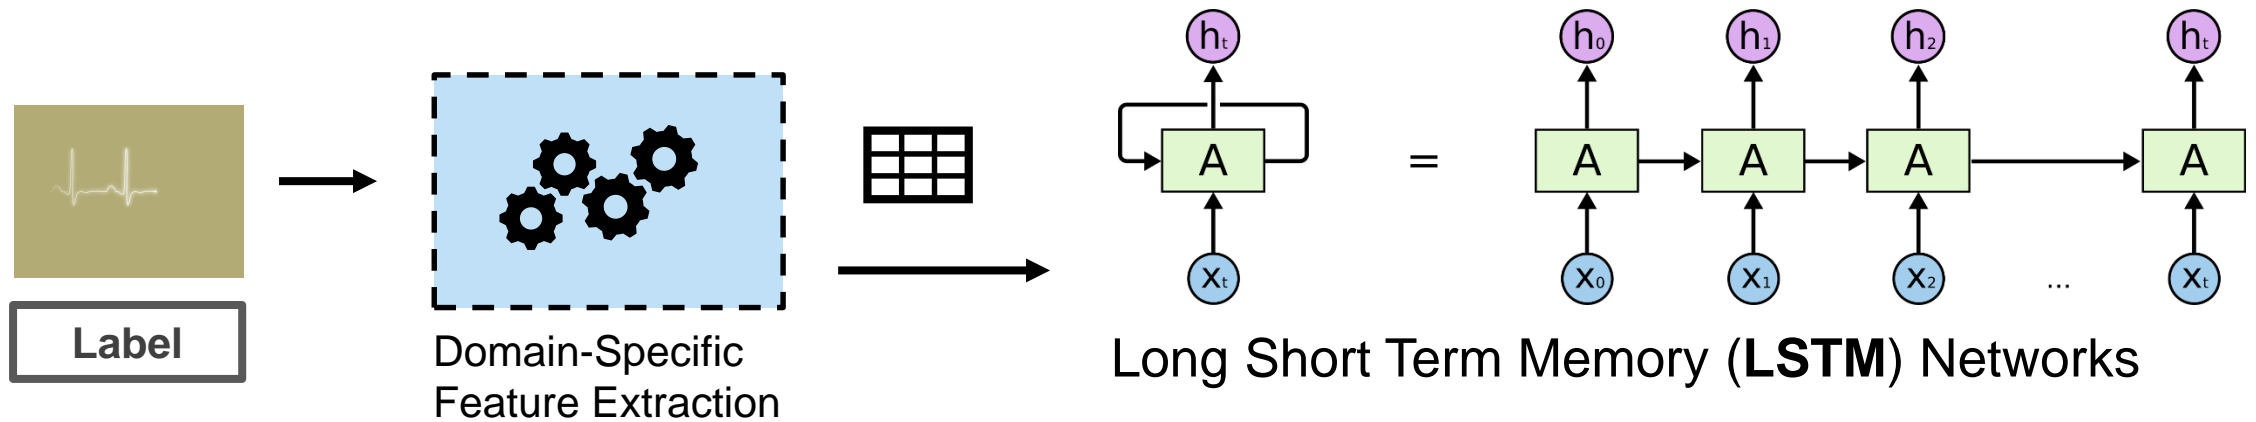 Label
Domain-Specific
Feature Extraction
hₜ
A
xₜ
=
h₀ h₁ h₂ hₜ
A A A A
x₀ x₁ x₂ ... xₜ
Long Short Term Memory (LSTM) Networks